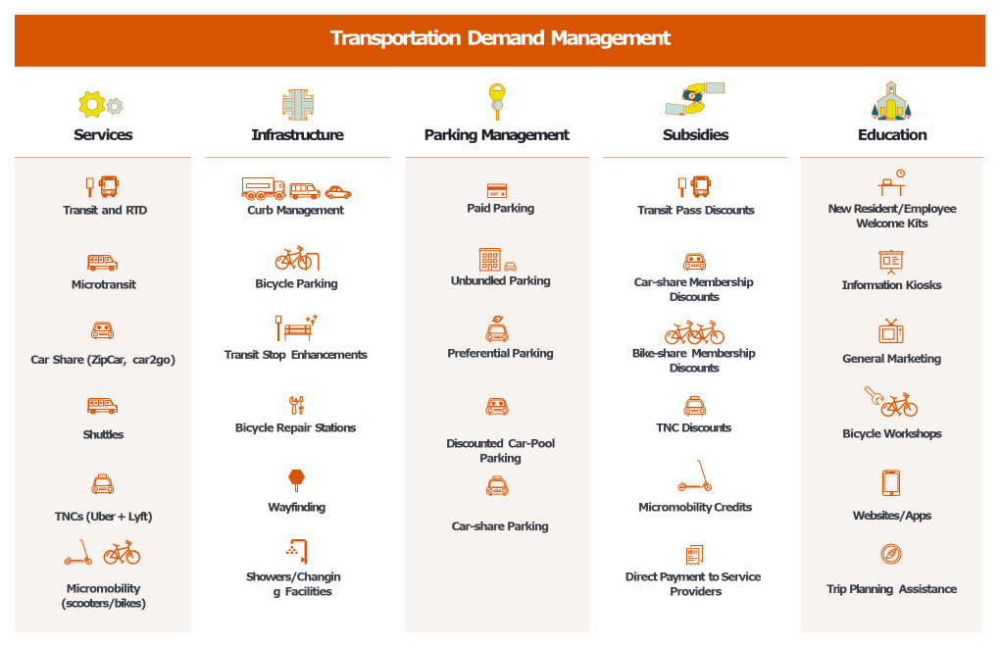 Transportation Demand Management
Services
Transit and RTD
Microtransit
Car Share (ZipCar, car2go)
Shuttles
TNCs (Uber + Lyft)
Micromobility
(scooters/bikes)
Infrastructure
Curb Management
Bicycle Parking
Transit Stop Enhancements
Bicycle Repair Stations
Wayfinding
Showers/Changin
g Facilities
Parking Management
Paid Parking
Unbundled Parking
Preferential Parking
Discounted Car-Pool
Parking
Car-share Parking
Subsidies
Transit Pass Discounts
Car-share Membership
Discounts
Bike-share Membership
Discounts
TNC Discounts
Micromobility Credits
Direct Payment to Service
Providers
Education
New Resident/Employee
Welcome Kits
Information Kiosks
General Marketing
Bicycle Workshops
Websites/Apps
Trip Planning Assistance